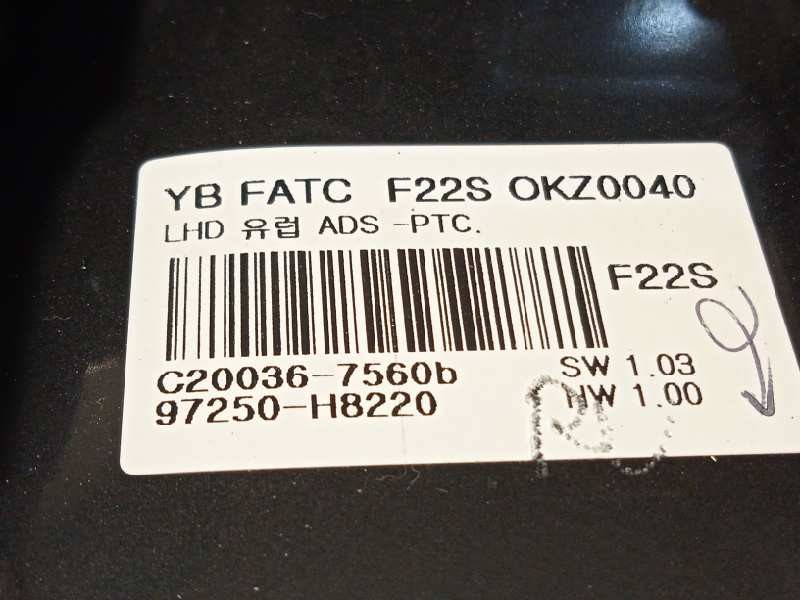 YB FATC F22S OKZ0040
LHD 유럽 ADS -PTC.
F22S
C20036-7560b
97250-H8220
SW 1.03
HW 1.00